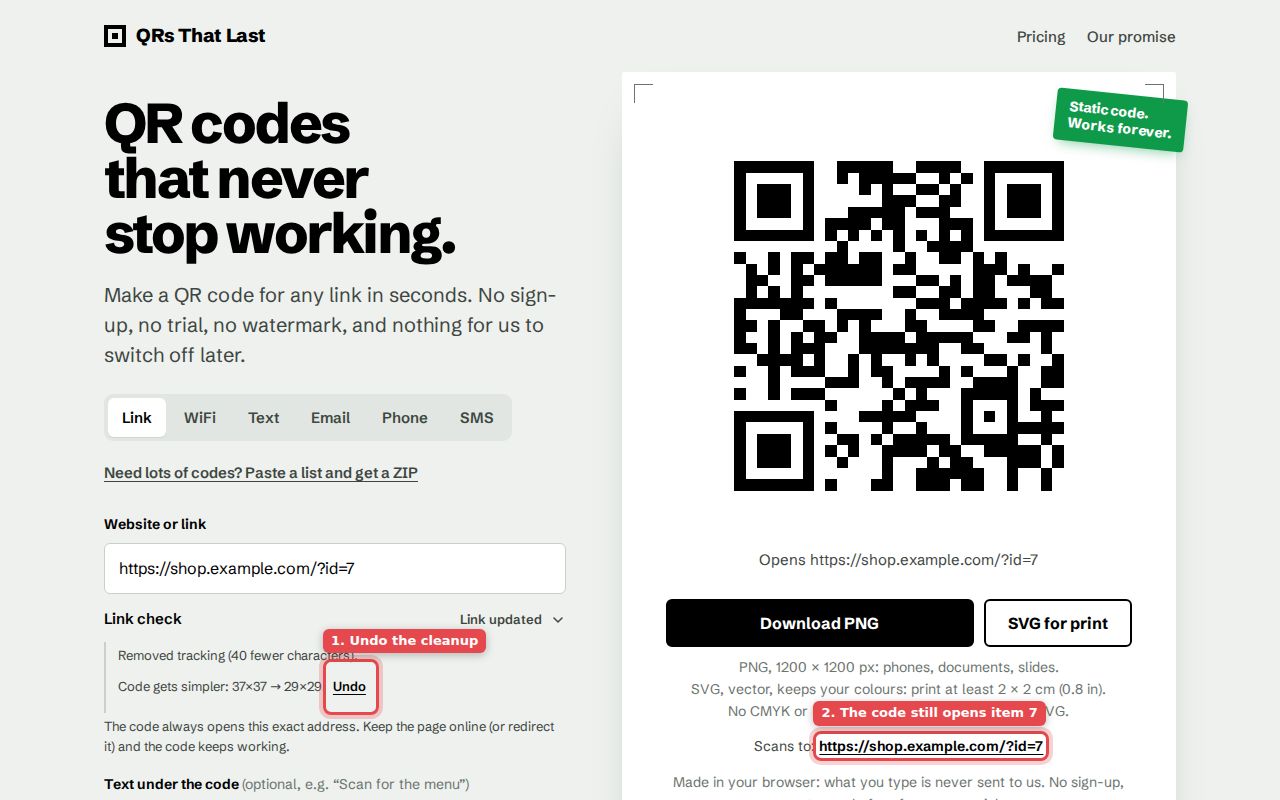 QRs That Last
Pricing
Our promise
QR codes
that never
stop working.
Make a QR code for any link in seconds. No sign-
up, no trial, no watermark, and nothing for us to
switch off later.
Link
WiFi
Text
Email
Phone
SMS
Need lots of codes? Paste a list and get a ZIP
Website or link
https://shop.example.com/?id=7
Link check
Link updated
1. Undo the cleanup
Removed tracking (40 fewer characters).
Code gets simpler: 37×37 → 29×29
Undo
The code always opens this exact address. Keep the page online (or redirect
it) and the code keeps working.
Text under the code (optional, e.g. “Scan for the menu”)
Static code.
Works forever.
Opens https://shop.example.com/?id=7
Download PNG
SVG for print
PNG, 1200 × 1200 px: phones, documents, slides.
SVG, vector, keeps your colours: print at least 2 × 2 cm (0.8 in).
No CMYK or
VG.
2. The code still opens item 7
Scans to: https://shop.example.com/?id=7
Made in your browser: what you type is never sent to us. No sign-up,